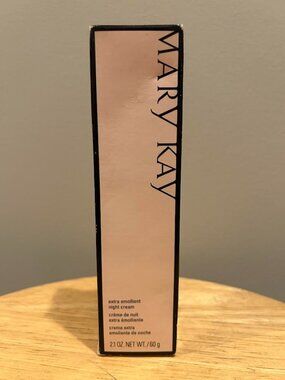 MARY KAY
extra emollient
night cream
crème de nuit
extra émolliente
crema extra
emoliente de noche
2.1 OZ. NET WT. / 60 g